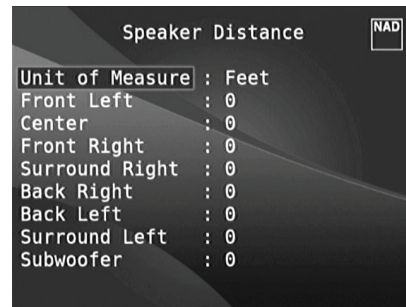 Speaker Distance
NAD
Unit of Measure : Feet
Front Left : 0
Center : 0
Front Right : 0
Surround Right : 0
Back Right : 0
Back Left : 0
Surround Left : 0
Subwoofer : 0